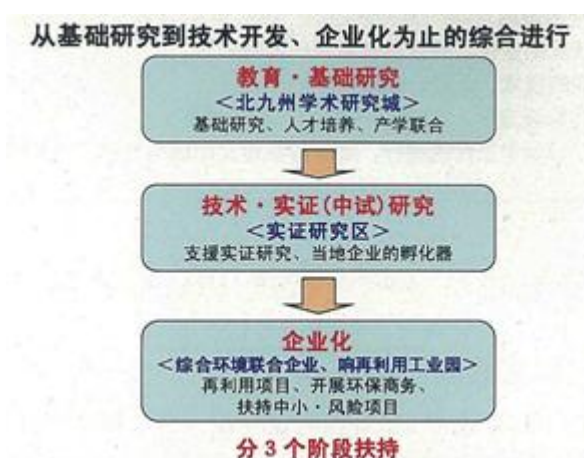 从基础研究到技术开发、企业化为止的综合进行
教育·基础研究
＜北九州学术研究城＞
基础研究、人才培养、产学联合
技术·实证(中试)研究
＜实证研究区＞
支援实证研究、当地企业的孵化器
企业化
＜综合环境联合企业、响再利用工业园＞
再利用项目、开展环保商务、
扶持中小·风险项目
分3个阶段扶持